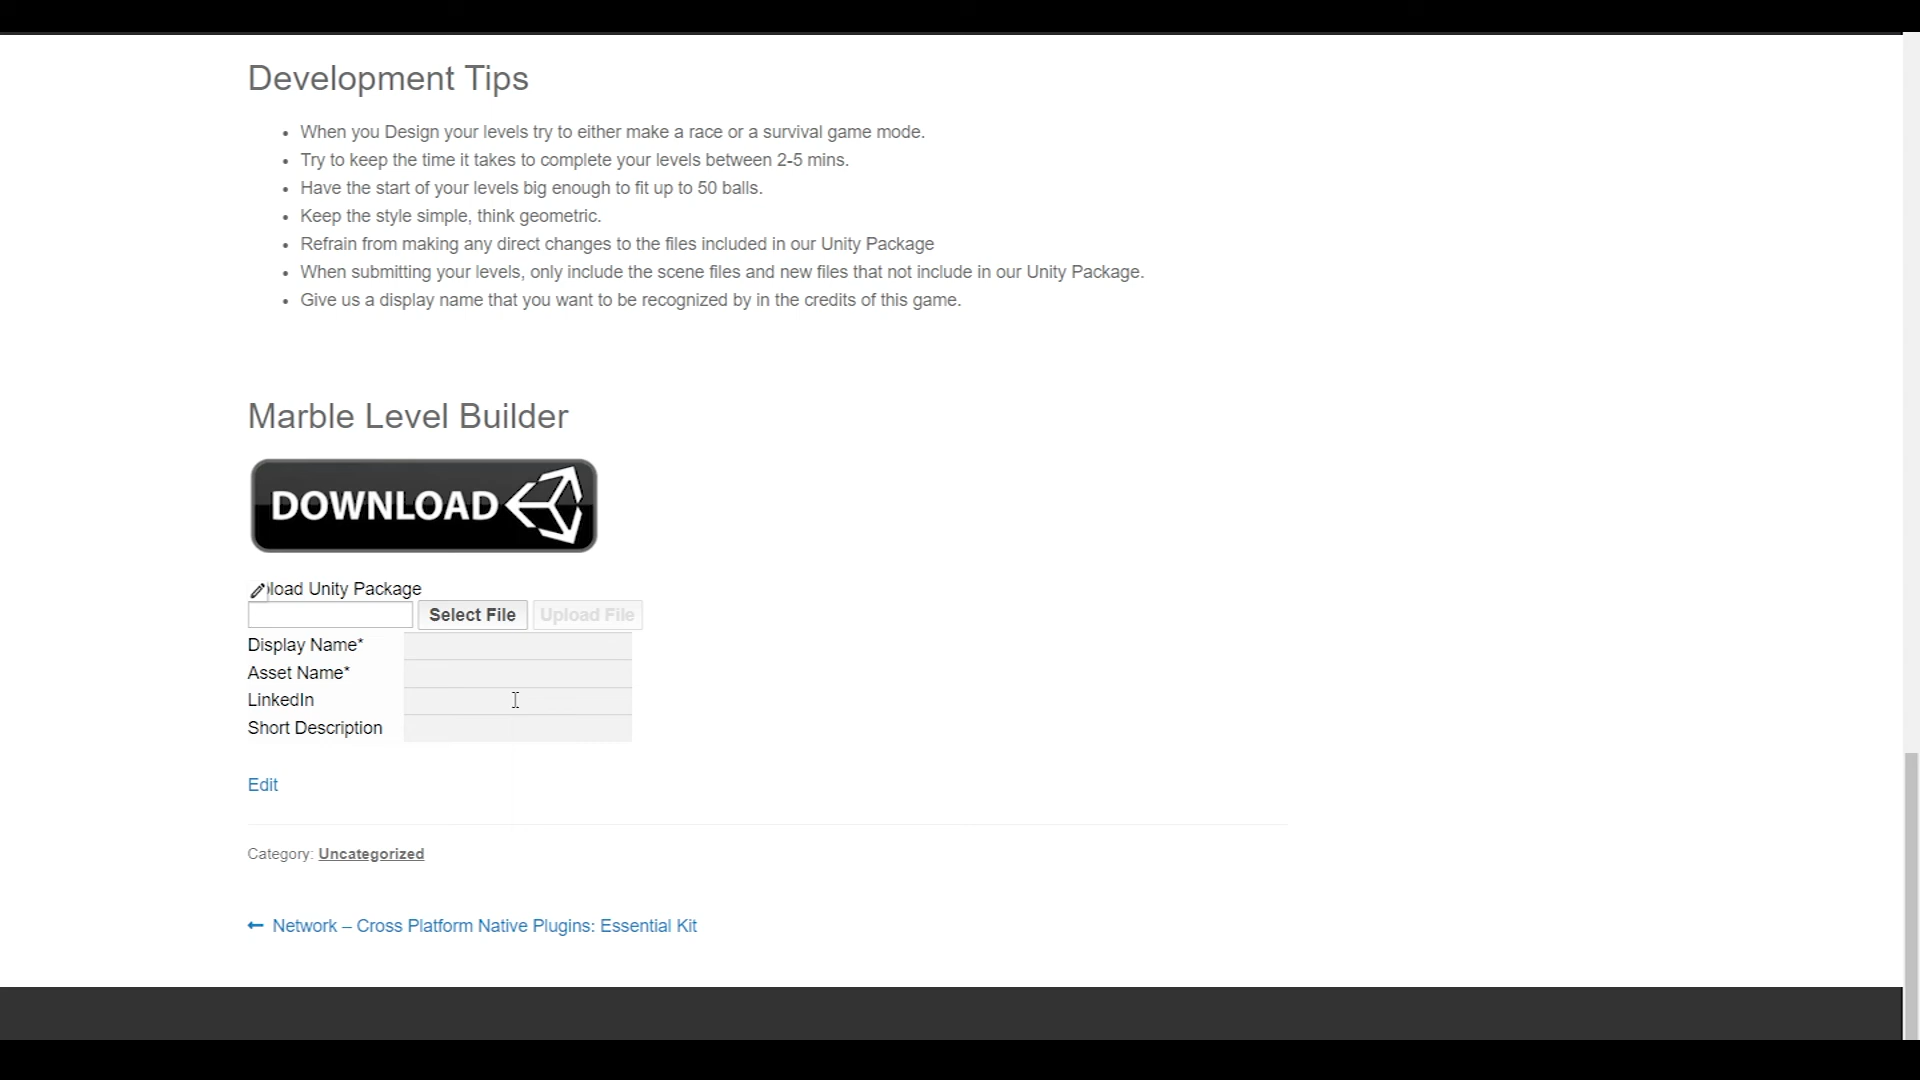 Development Tips
When you Design your levels try to either make a race or a survival game mode.
Try to keep the time it takes to complete your levels between 2-5 mins.
Have the start of your levels big enough to fit up to 50 balls.
Keep the style simple, think geometric.
Refrain from making any direct changes to the files included in our Unity Package
When submitting your levels, only include the scene files and new files that not include in our Unity Package.
Give us a display name that you want to be recognized by in the credits of this game.
Marble Level Builder
DOWNLOAD
load Unity Package
Select File Upload File
Display Name*
Asset Name*
LinkedIn
Short Description
Edit
Category: Uncategorized
← Network – Cross Platform Native Plugins: Essential Kit